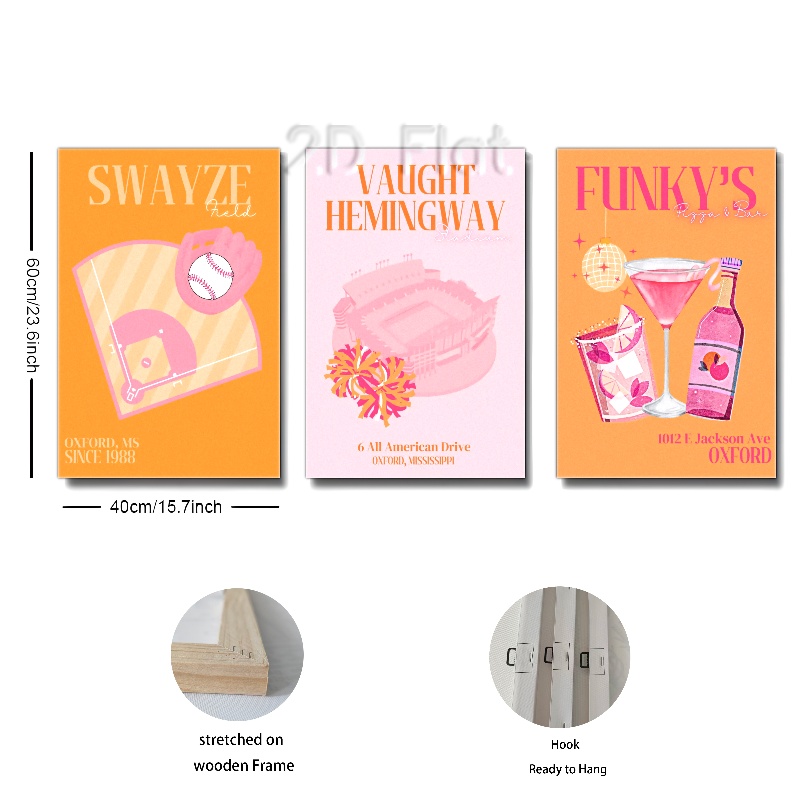 2D Flat
SWAYZE
Field
OXFORD, MS
SINCE 1988
VAUGHT
HEMINGWAY
6 All American Drive
OXFORD, MISSISSIPPI
FUNKY'S
Pizza & Bar
1012 E Jackson Ave
OXFORD
60cm/23.6inch
40cm/15.7inch
stretched on
wooden Frame
Hook
Ready to Hang